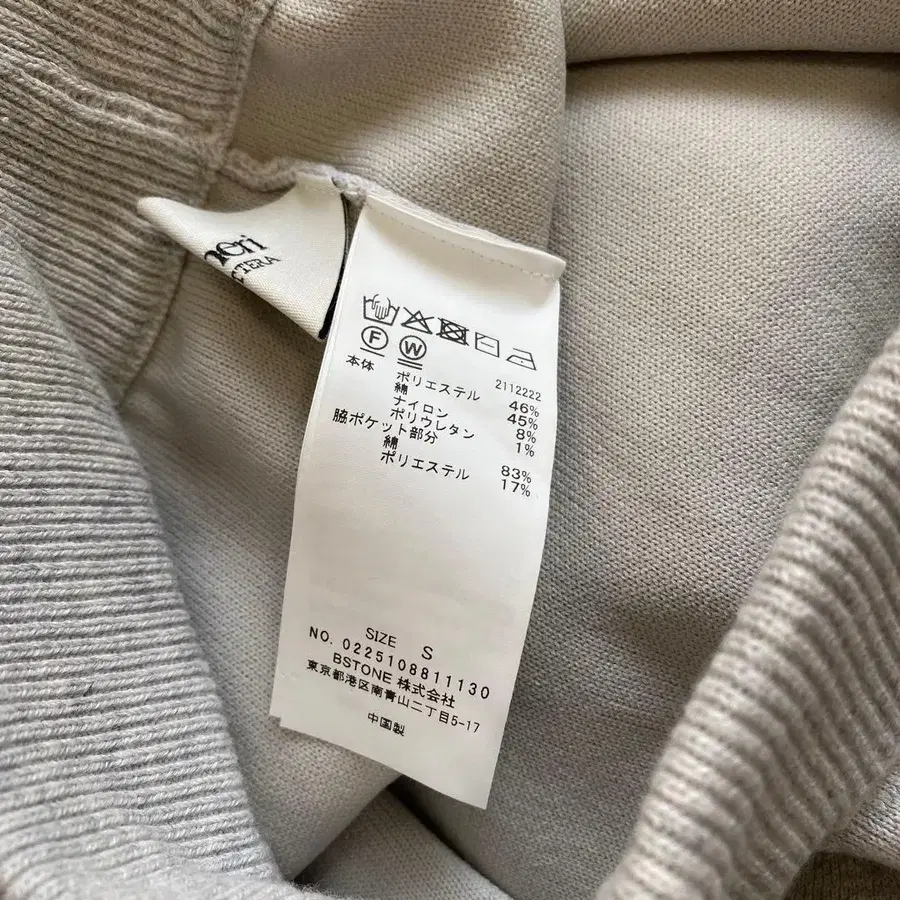 CTERA
F W
本体
2112222
ポリエステル 46%
綿 45%
ナイロン 8%
ポリウレタン 1%
脇ポケット部分
綿 83%
ポリエステル 17%
SIZE S
NO. 0225108811130
BSTONE 株式会社
東京都港区南青山二丁目5-17
中国製